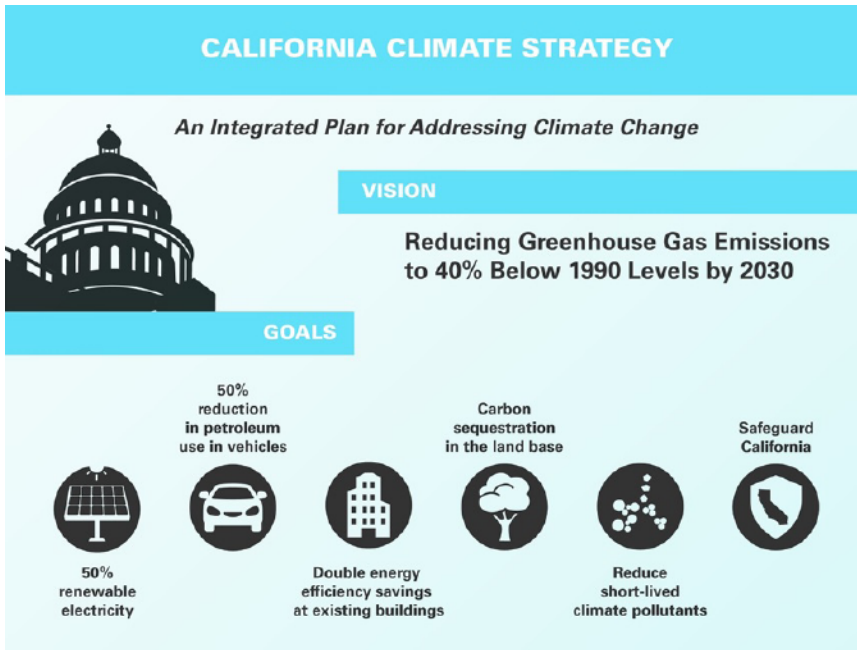 CALIFORNIA CLIMATE STRATEGY
An Integrated Plan for Addressing Climate Change
VISION
Reducing Greenhouse Gas Emissions
to 40% Below 1990 Levels by 2030
GOALS
50%
renewable
electricity
50%
reduction
in petroleum
use in vehicles
Double energy
efficiency savings
at existing buildings
Carbon
sequestration
in the land base
Reduce
short-lived
climate pollutants
Safeguard
California